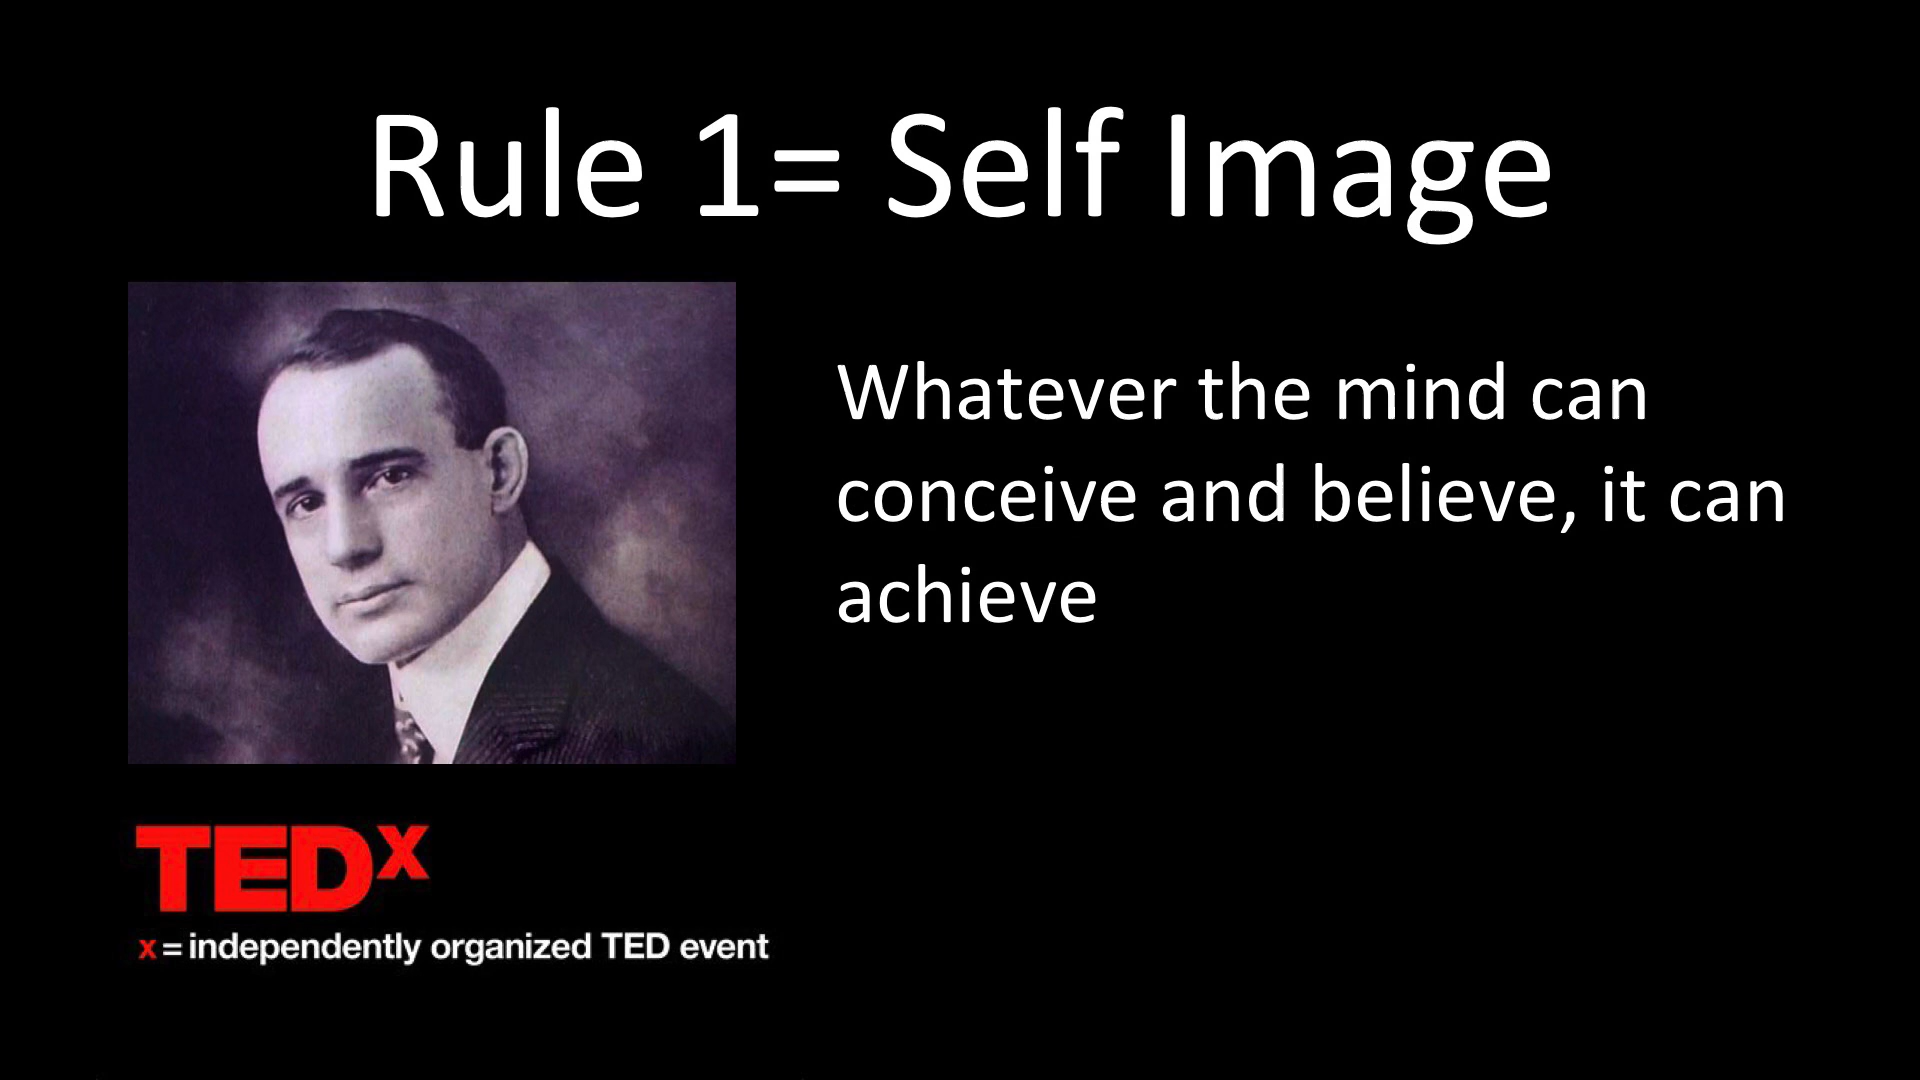 Rule 1= Self Image
Whatever the mind can
conceive and believe, it can
achieve
TEDx
x = independently organized TED event